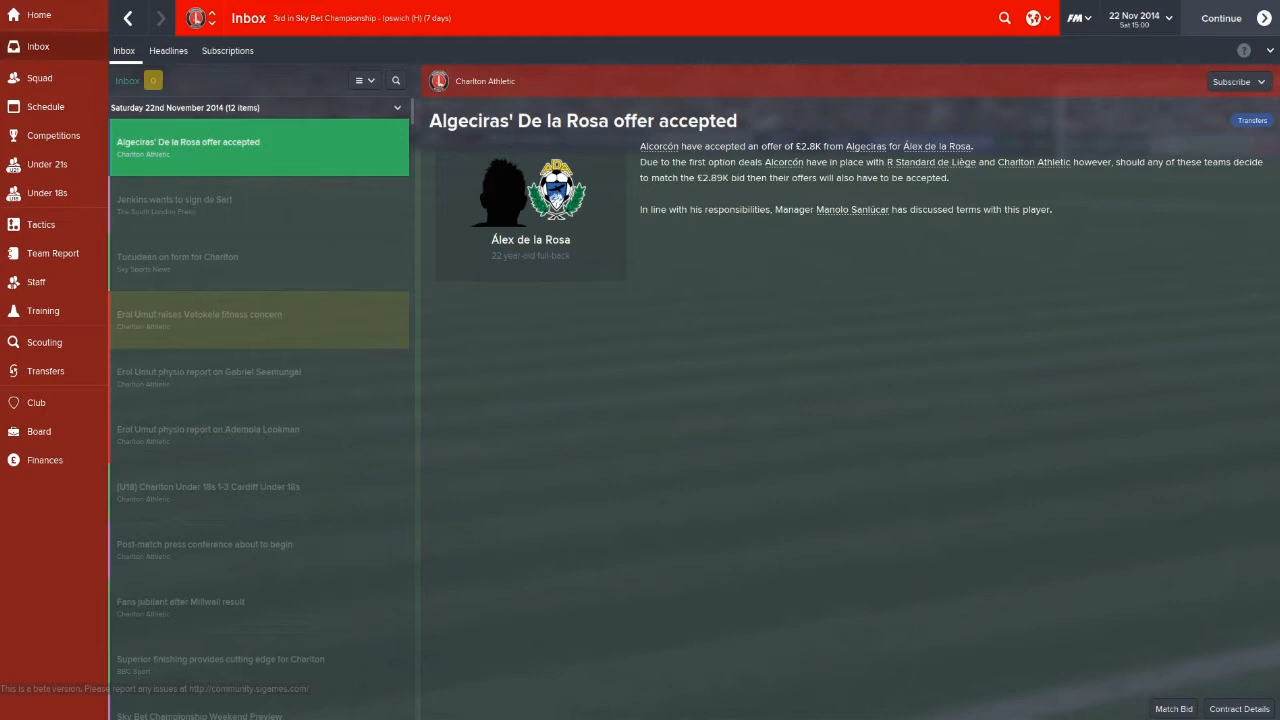 Home
Inbox
3rd in Sky Bet Championship - Ipswich (H) (7 days)
FM
22 Nov 2014
Sat 15:00
Continue
Inbox
Squad
Schedule
Competitions
U21
Under 21s
U18
Under 18s
Tactics
Team Report
Staff
Training
Scouting
Transfers
Club
Board
Finances
Inbox
Headlines
Subscriptions
Inbox
0
Saturday 22nd November 2014 (12 items)
Algeciras' De la Rosa offer accepted
Charlton Athletic
Jenkins wants to sign de Sart
The South London Press
Tucudean on form for Charlton
Sky Sports News
Erol Umut raises Vetokele fitness concern
Charlton Athletic
Erol Umut physio report on Gabriel Seemungal
Charlton Athletic
Erol Umut physio report on Ademola Lookman
Charlton Athletic
(U18) Charlton Under 18s 1-3 Cardiff Under 18s
Charlton Athletic
Post-match press conference about to begin
Charlton Athletic
Fans jubilant after Millwall result
Charlton Athletic
Superior finishing provides cutting edge for Charlton
BBC Sport
Sky Bet Championship Weekend Preview
This is a beta version. Please report any issues at http://community.sigames.com/
Charlton Athletic
Subscribe
Algeciras' De la Rosa offer accepted
Transfers
Álex de la Rosa
22 year-old full-back
Alcorcón have accepted an offer of £2.8K from Algeciras for Álex de la Rosa.
Due to the first option deals Alcorcón have in place with R Standard de Liège and Charlton Athletic however, should any of these teams decide
to match the £2.89K bid then their offers will also have to be accepted.
In line with his responsibilities, Manager Manolo Sanlúcar has discussed terms with this player.
Match Bid
Contract Details